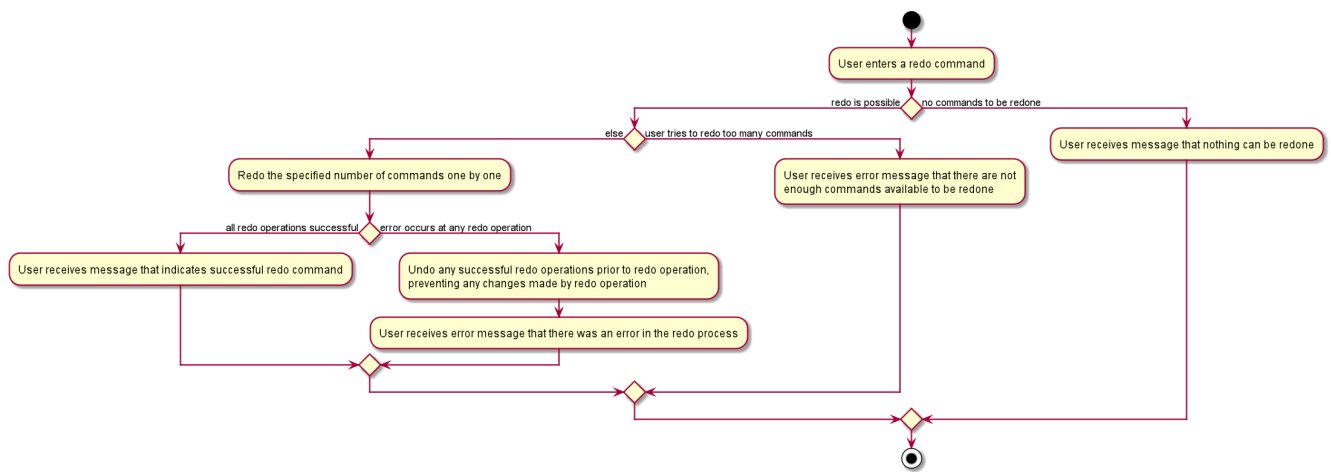 User enters a redo command
redo is possible
no commands to be redone
else
user tries to redo too many commands
User receives message that nothing can be redone
Redo the specified number of commands one by one
User receives error message that there are not
enough commands available to be redone
all redo operations successful
error occurs at any redo operation
User receives message that indicates successful redo command
Undo any successful redo operations prior to redo operation,
preventing any changes made by redo operation
User receives error message that there was an error in the redo process